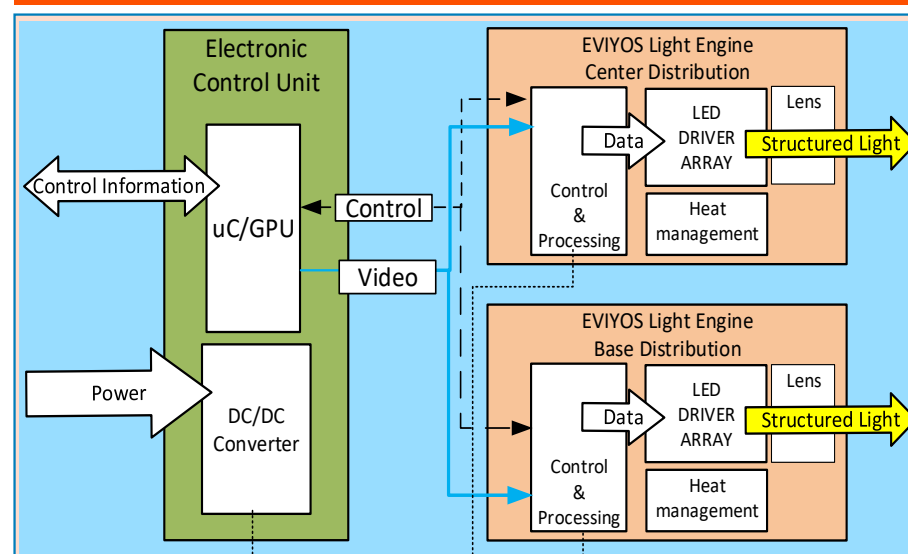 Electronic
Control Unit
Control Information
uC/GPU
Control
Video
Power
DC/DC
Converter
EVIYOS Light Engine
Center Distribution
Control
&
Processing
Data
LED
DRIVER
ARRAY
Lens
Structured Light
Heat
management
EVIYOS Light Engine
Base Distribution
Control
&
Processing
Data
LED
DRIVER
ARRAY
Lens
Structured Light
Heat
management